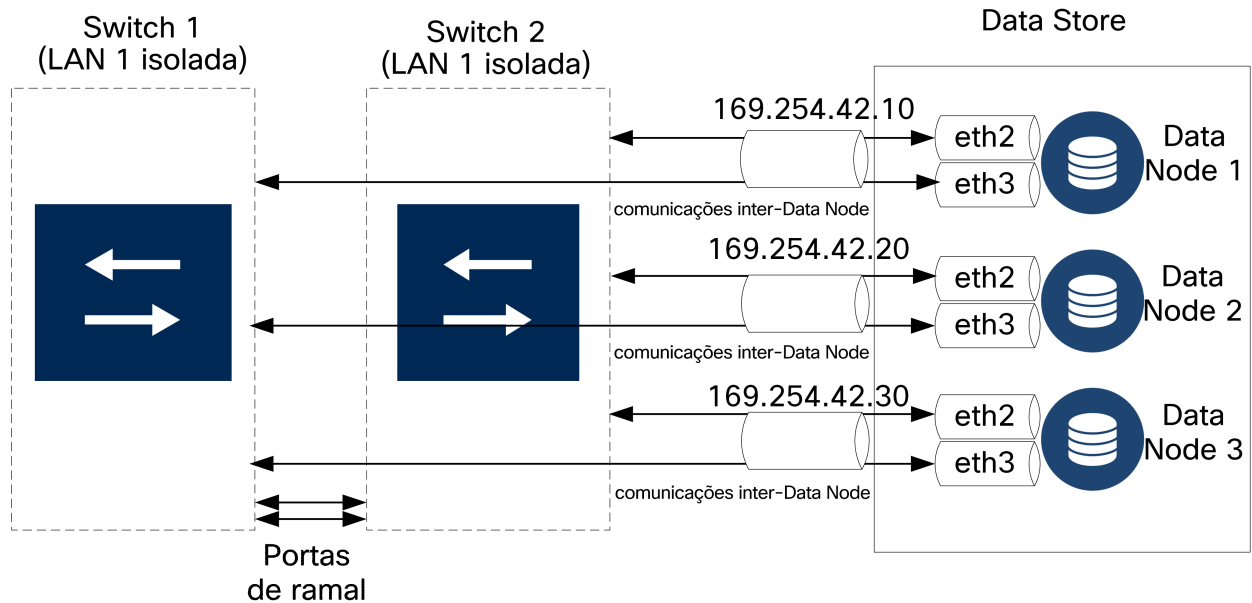 Switch 1
(LAN 1 isolada)
Switch 2
(LAN 1 isolada)
Data Store
169.254.42.10
eth2
eth3
Data
Node 1
comunicações inter-Data Node
169.254.42.20
eth2
eth3
Data
Node 2
comunicações inter-Data Node
169.254.42.30
eth2
eth3
Data
Node 3
comunicações inter-Data Node
Portas
de ramal